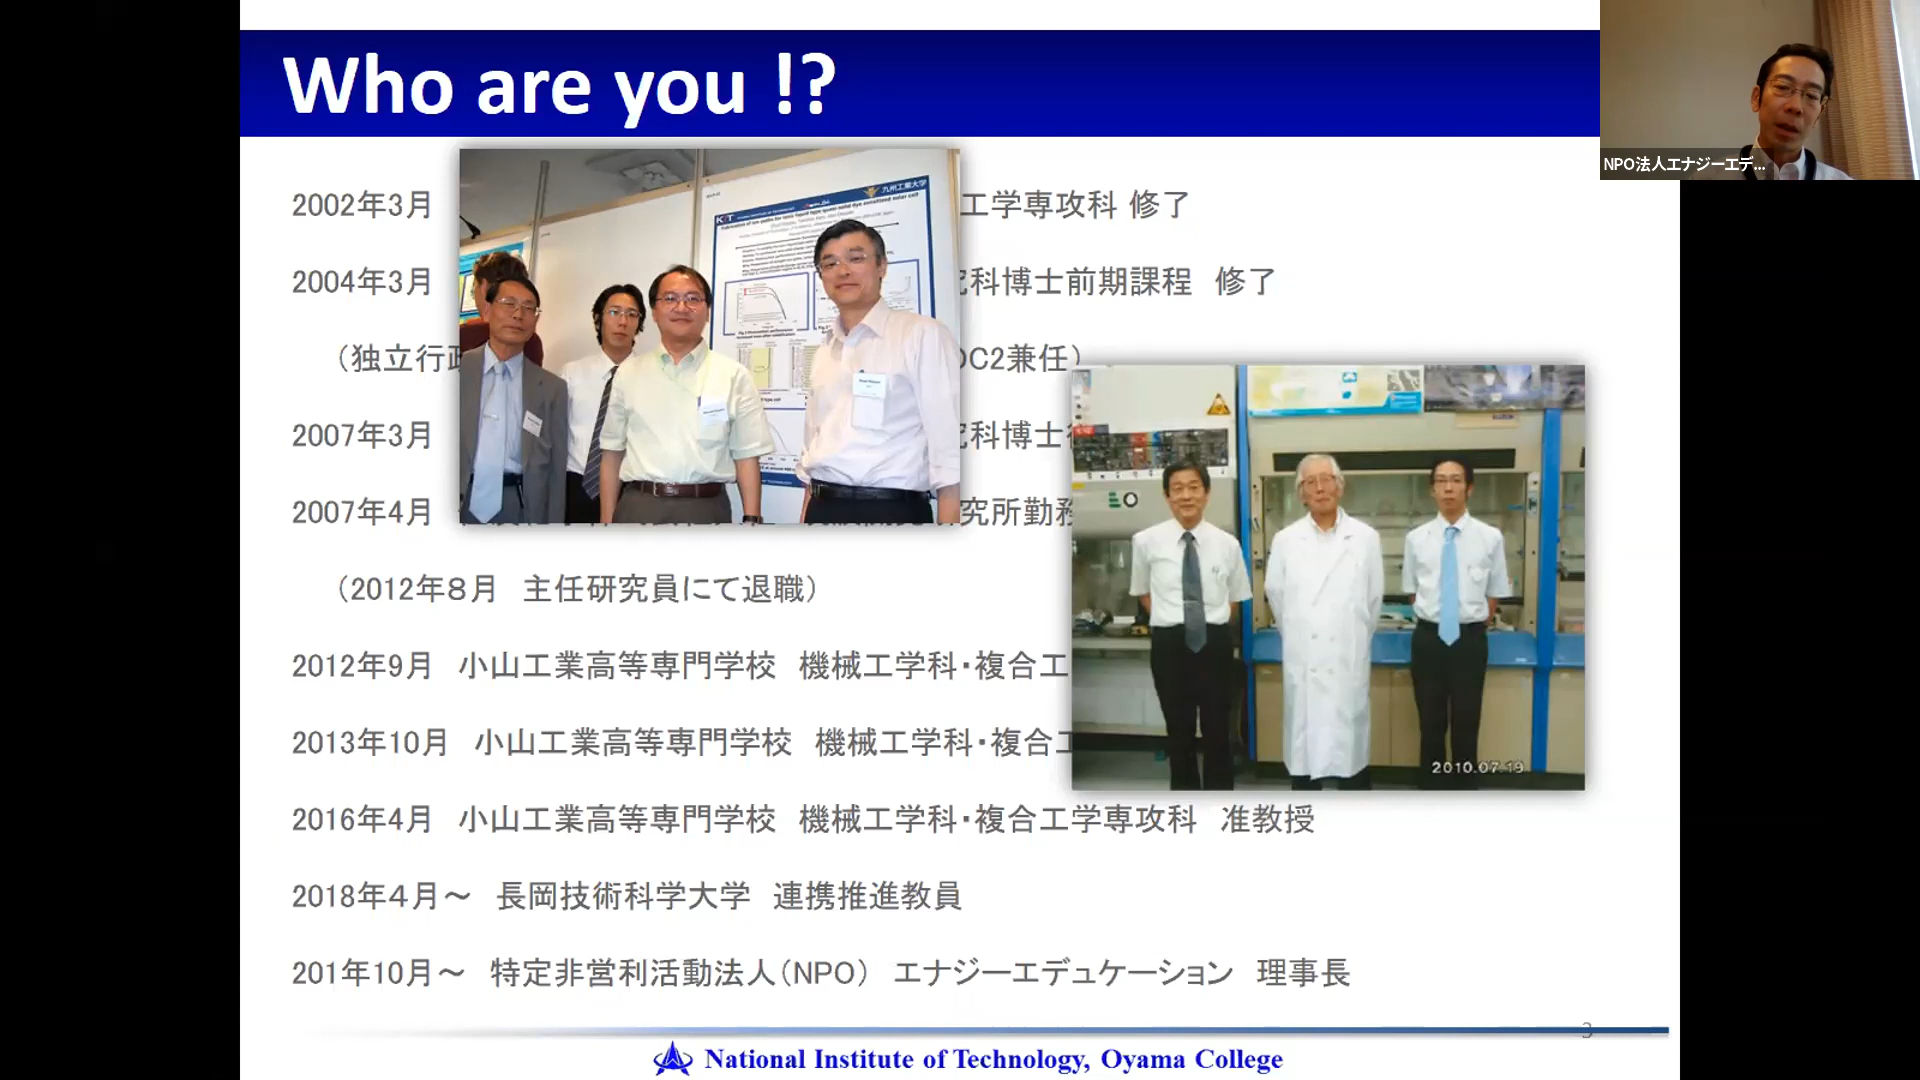 Who are you !?
NPO法人エナジーエデ...
2002年3月 工学専攻科 修了
2004年3月 科博士前期課程 修了
（独立行政 DC2兼任）
2007年3月 科博士
2007年4月 究所勤務
（2012年８月 主任研究員にて退職）
2012年9月 小山工業高等専門学校 機械工学科・複合工
2013年10月 小山工業高等専門学校 機械工学科・複合工
2016年4月 小山工業高等専門学校 機械工学科・複合工学専攻科 准教授
2018年４月～ 長岡技術科学大学 連携推進教員
201年10月～ 特定非営利活動法人（NPO） エナジーエデュケーション 理事長
九州工業大学
2010.07.19
3
National Institute of Technology, Oyama College